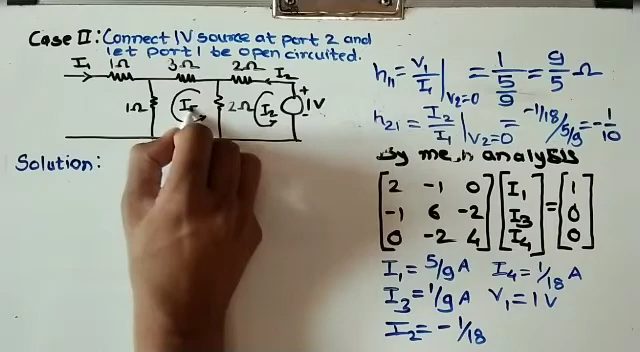 Case II: Connect 1V source at port 2 and
let port 1 be open circuited.
I₁ 1Ω 3Ω 2Ω I₂
1Ω I₃ 2Ω I₂ + 1V -
Solution:
h₁₁ = V₁/I₁ |V₂=0 = 1/(5/9) = 9/5 Ω
h₂₁ = I₂/I₁ |V₂=0 = -1/18/5/9 = -1/10
By mesh analysis
[2 -1 0] [I₁] = [1]
[-1 6 -2] [I₃] = [0]
[0 -2 4] [I₄] = [0]
I₁ = 5/9 A I₄ = 1/18 A
I₃ = 1/9 A V₁ = 1V
I₂ = -1/18